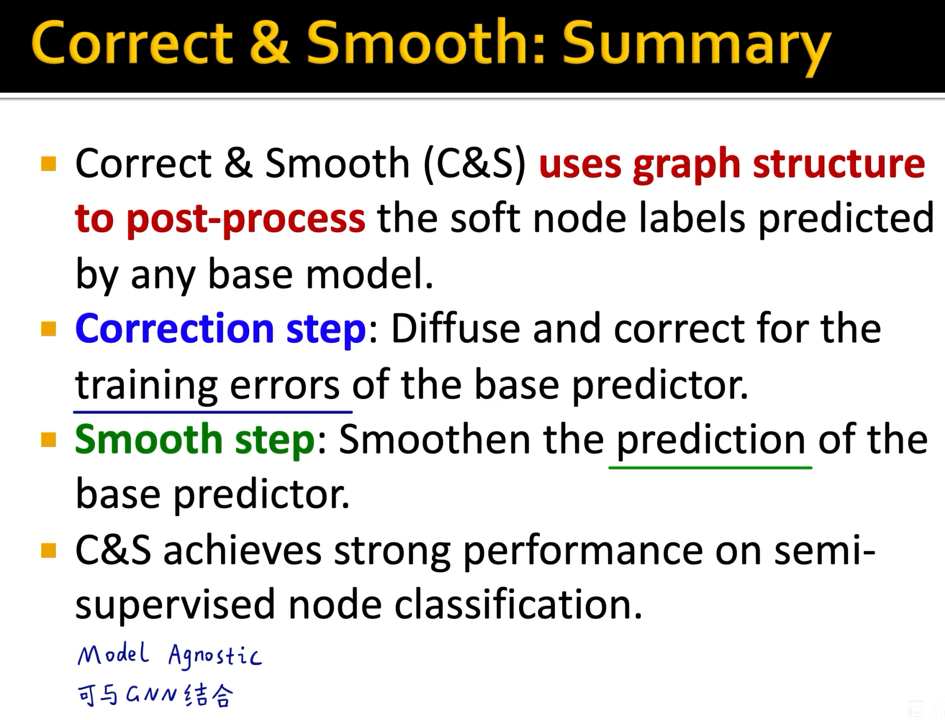 Correct & Smooth: Summary
Correct & Smooth (C&S) uses graph structure
to post-process the soft node labels predicted
by any base model.
Correction step: Diffuse and correct for the
training errors of the base predictor.
Smooth step: Smoothen the prediction of the
base predictor.
C&S achieves strong performance on semi-
supervised node classification.
Model Agnostic
可与GNN结合